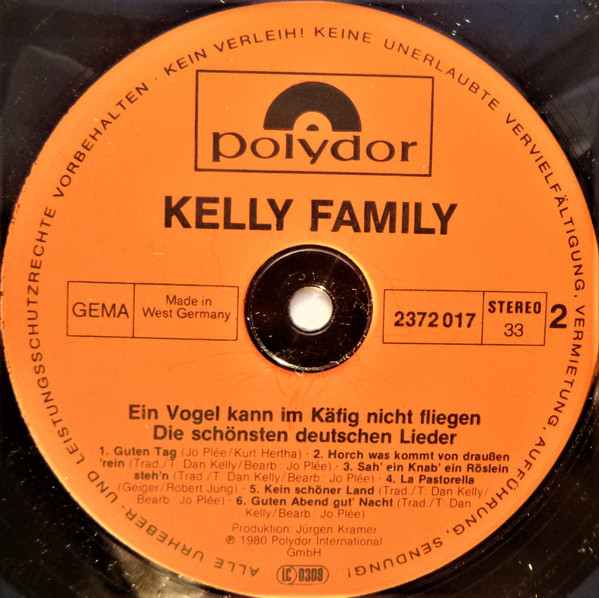 ALLE URHEBER- UND LEISTUNGSSCHUTZRECHTE VORBEHALTEN · KEIN VERLEIH! KEINE UNERLAUBTE VERVIELFÄLTIGUNG, VERMIETUNG, AUFFÜHRUNG, SENDUNG!
polydor
KELLY FAMILY
GEMA
Made in
West Germany
2372 017
STEREO
33
2
Ein Vogel kann im Käfig nicht fliegen
Die schönsten deutschen Lieder
1. Guten Tag (Jo Plée/Kurt Hertha) · 2. Horch was kommt von draußen
'rein (Trad./T: Dan Kelly/Bearb.: Jo Plée) · 3. Sah' ein Knab' ein Röslein
steh'n (Trad./T: Dan Kelly/Bearb.: Jo Plée) · 4. La Pastorella
(Geiger/Robert Jung) · 5. Kein schöner Land (Trad./T: Dan Kelly/
Bearb.: Jo Plée) · 6. Guten Abend gut' Nacht (Trad./T: Dan
Kelly/Bearb.: Jo Plée)
Produktion: Jürgen Kramer
℗ 1980 Polydor International
GmbH
LC 0309